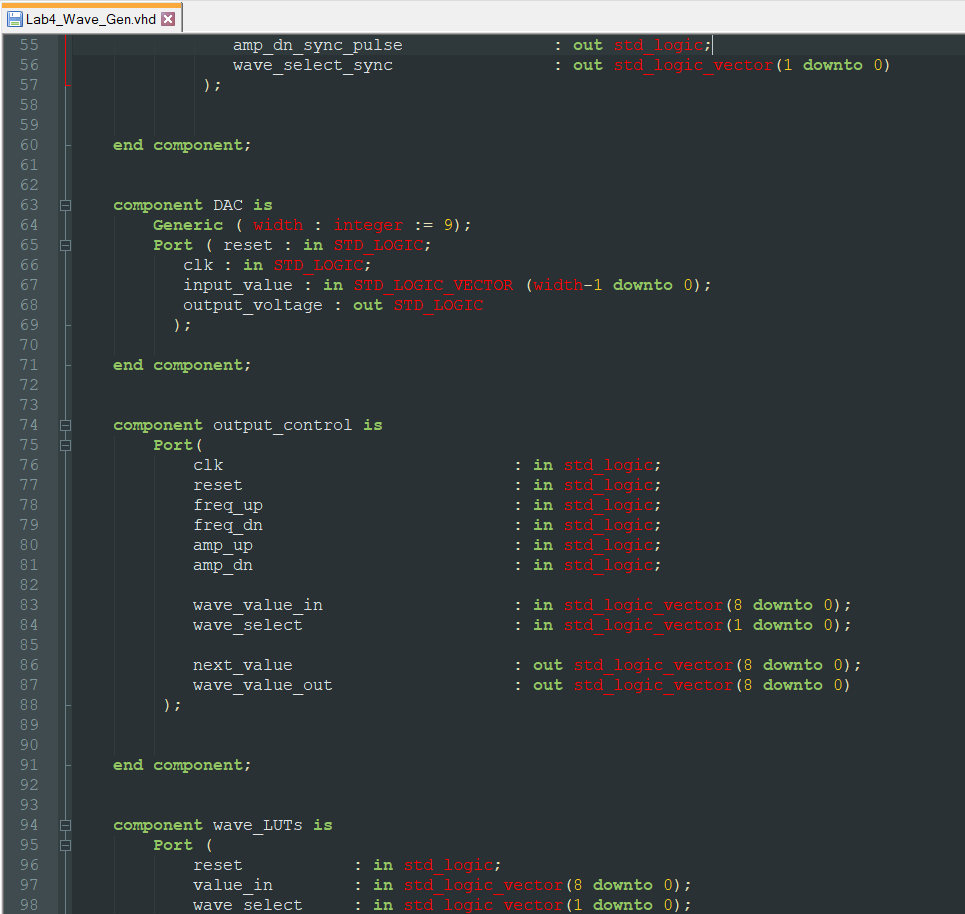 Lab4_Wave_Gen.vhd
55 amp_dn_sync_pulse : out std_logic;
56 wave_select_sync : out std_logic_vector(1 downto 0)
57 );
58
59
60 end component;
61
62
63 component DAC is
64 Generic ( width : integer := 9);
65 Port ( reset : in STD_LOGIC;
66 clk : in STD_LOGIC;
67 input_value : in STD_LOGIC_VECTOR (width-1 downto 0);
68 output_voltage : out STD_LOGIC
69 );
70
71 end component;
72
73
74 component output_control is
75 Port(
76 clk : in std_logic;
77 reset : in std_logic;
78 freq_up : in std_logic;
79 freq_dn : in std_logic;
80 amp_up : in std_logic;
81 amp_dn : in std_logic;
82
83 wave_value_in : in std_logic_vector(8 downto 0);
84 wave_select : in std_logic_vector(1 downto 0);
85
86 next_value : out std_logic_vector(8 downto 0);
87 wave_value_out : out std_logic_vector(8 downto 0)
88 );
89
90
91 end component;
92
93
94 component wave_LUTs is
95 Port (
96 reset : in std_logic;
97 value_in : in std_logic_vector(8 downto 0);
98 wave_select : in std_logic_vector(1 downto 0);